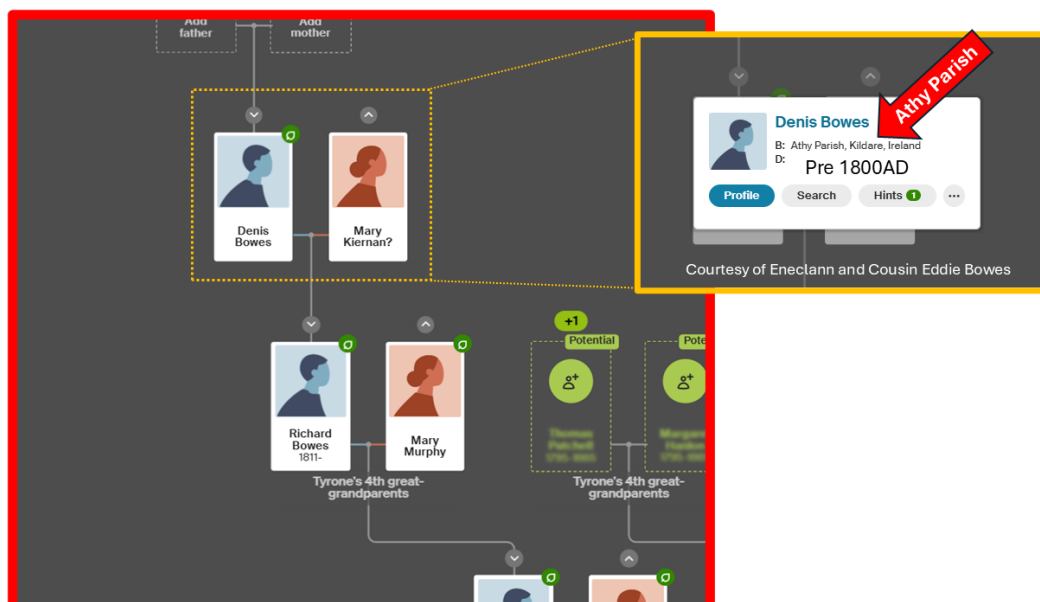 Add
father
Add
mother
Denis
Bowes
Mary
Kiernan?
Athy Parish
Denis Bowes
B: Athy Parish, Kildare, Ireland
D: Pre 1800AD
Profile
Search
Hints 1
Courtesy of Eneclann and Cousin Eddie Bowes
Richard
Bowes
1811-
Mary
Murphy
Tyrone's 4th great-
grandparents
+1
Potential
Pote
Tyrone's 4th great-
grandparents